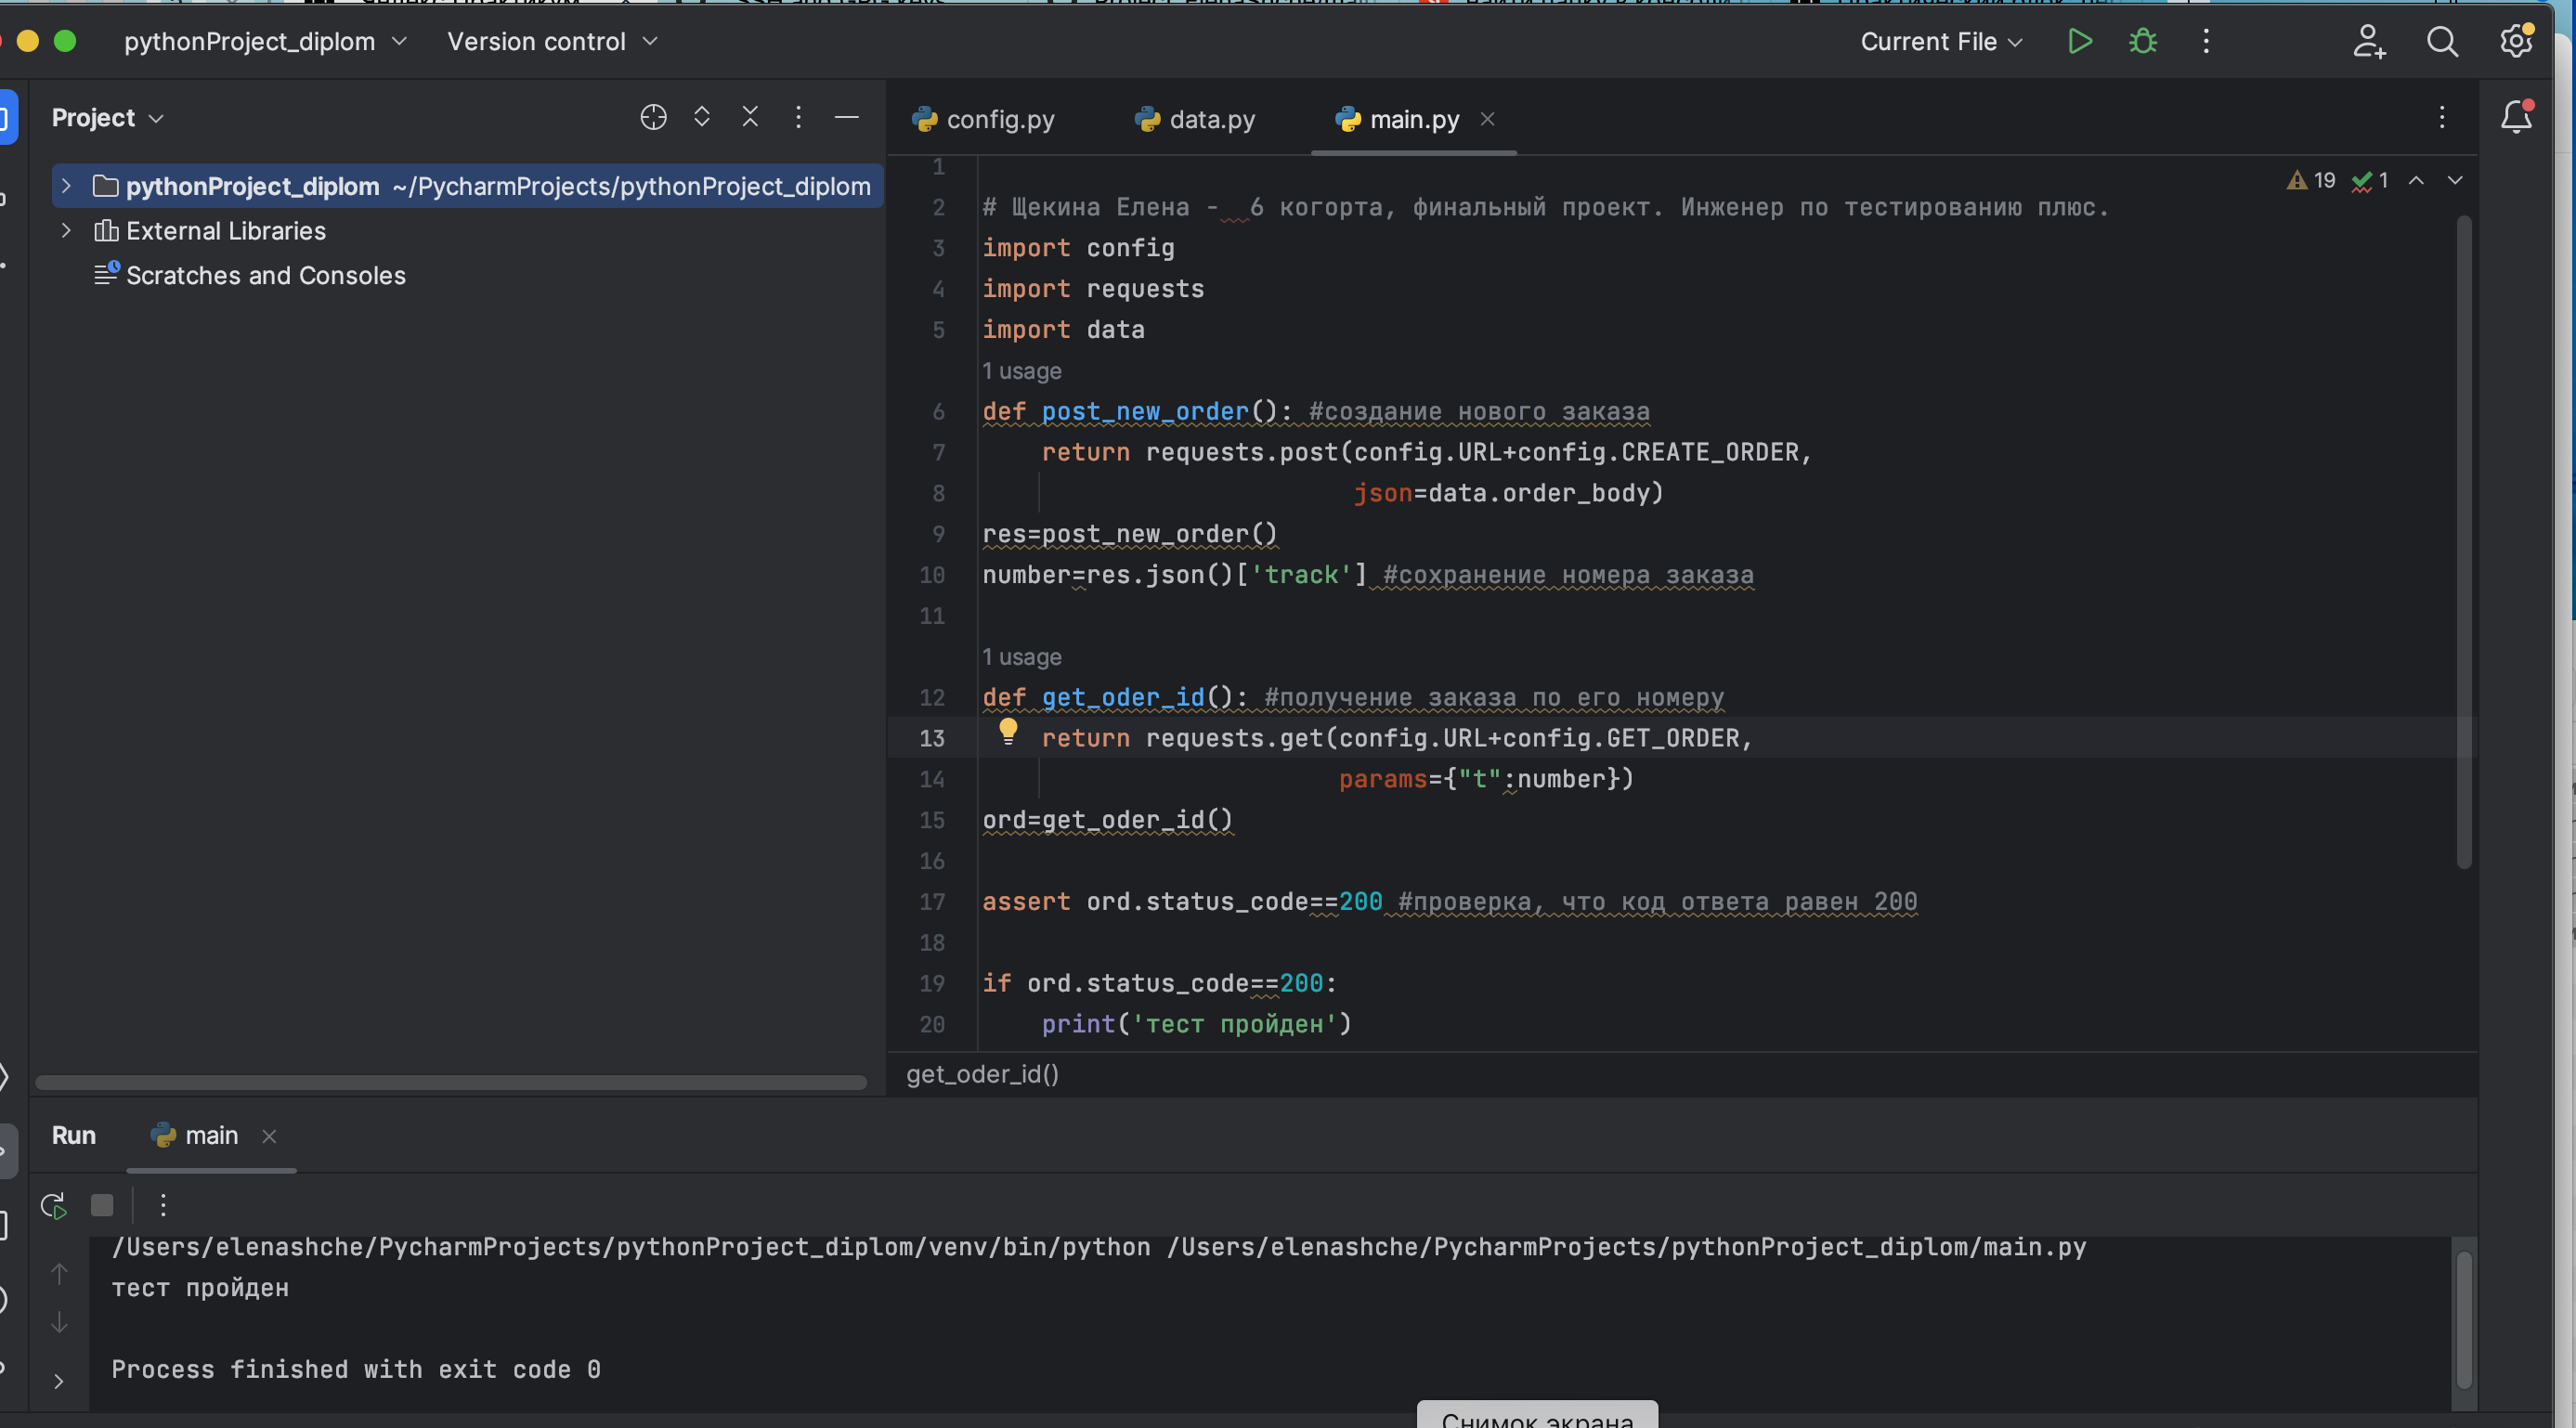 pythonProject_diplom Version control Current File
Project
pythonProject_diplom ~/PycharmProjects/pythonProject_diplom
External Libraries
Scratches and Consoles
config.py data.py main.py
19 1
1
2 # Щекина Елена - 6 когорта, финальный проект. Инженер по тестированию плюс.
3 import config
4 import requests
5 import data
1 usage
6 def post_new_order(): #создание нового заказа
7 return requests.post(config.URL+config.CREATE_ORDER,
8 json=data.order_body)
9 res=post_new_order()
10 number=res.json()['track'] #сохранение номера заказа
11
1 usage
12 def get_oder_id(): #получение заказа по его номеру
13 return requests.get(config.URL+config.GET_ORDER,
14 params={"t":number})
15 ord=get_oder_id()
16
17 assert ord.status_code==200 #проверка, что код ответа равен 200
18
19 if ord.status_code==200:
20 print('тест пройден')
get_oder_id()
Run main
/Users/elenashche/PycharmProjects/pythonProject_diplom/venv/bin/python /Users/elenashche/PycharmProjects/pythonProject_diplom/main.py
тест пройден
Process finished with exit code 0
Снимок экрана